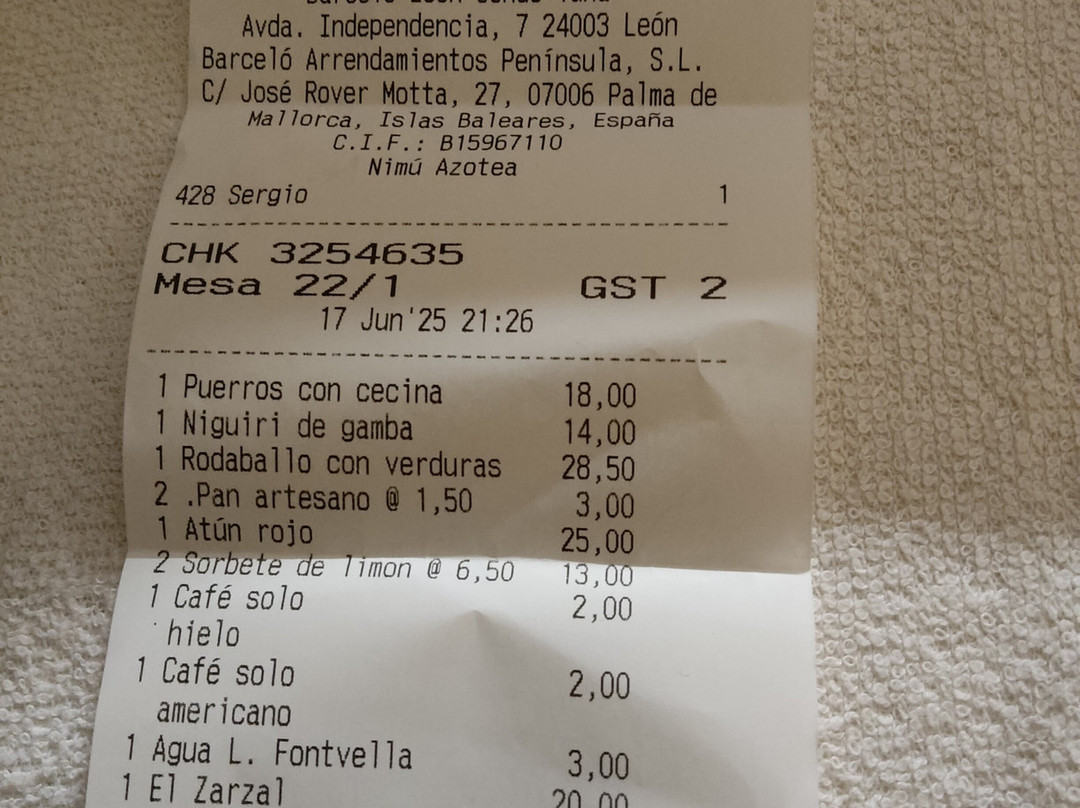 Avda. Independencia, 7 24003 León
Barceló Arrendamientos Península, S.L.
C/ José Rover Motta, 27, 07006 Palma de
Mallorca, Islas Baleares, España
C.I.F.: B15967110
Nimú Azotea
428 Sergio 1
CHK 3254635
Mesa 22/1 GST 2
17 Jun'25 21:26
1 Puerros con cecina 18,00
1 Niguiri de gamba 14,00
1 Rodaballo con verduras 28,50
2 .Pan artesano @ 1,50 3,00
1 Atún rojo 25,00
2 Sorbete de limon @ 6,50 13,00
1 Café solo 2,00
hielo
1 Café solo 2,00
americano
1 Agua L. Fontvella 3,00
1 El Zarzal 20,00